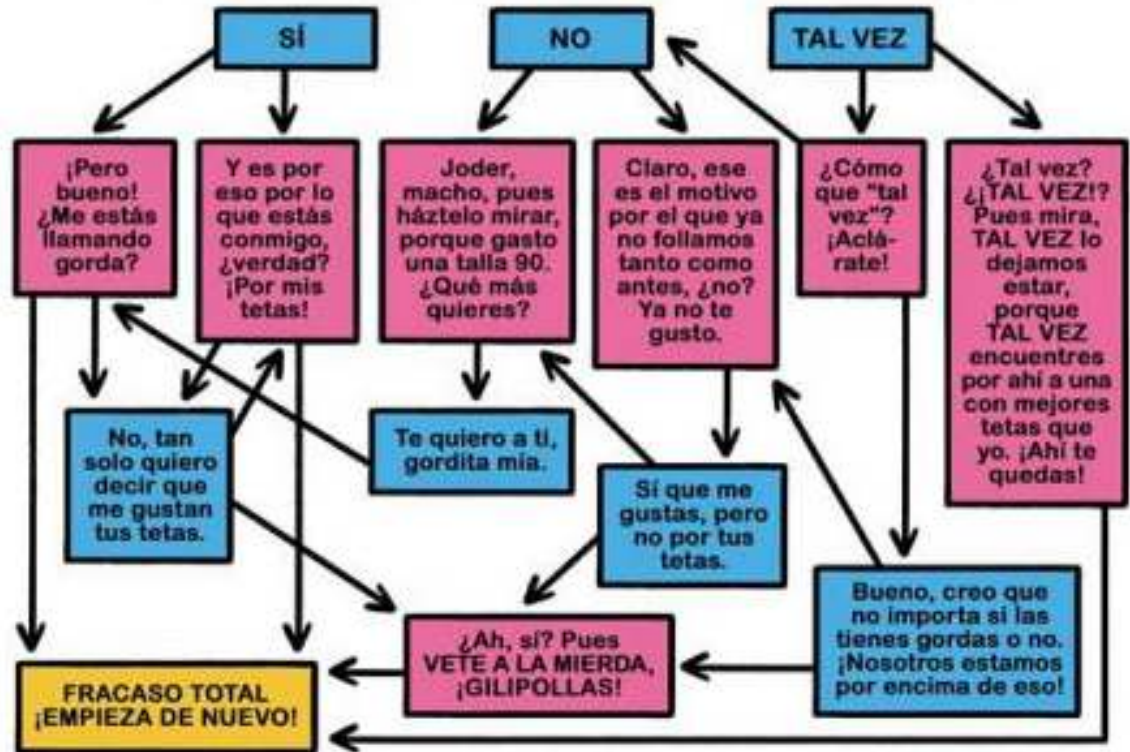 SÍ
NO
TAL VEZ
¡Pero
bueno!
¿Me estás
llamando
gorda?
Y es por
eso por lo
que estás
conmigo,
¿verdad?
¡Por mis
tetas!
Joder,
macho, pues
háztelo mirar,
porque gasto
una talla 90.
¿Qué más
quieres?
Claro, ese
es el motivo
por el que ya
no follamos
tanto como
antes, ¿no?
Ya no te
gusto.
¿Cómo
que "tal
vez"?
¡Aclá-
rate!
¿Tal vez?
¿¡TAL VEZ!?
Pues mira,
TAL VEZ lo
dejamos
estar,
porque
TAL VEZ
encuentres
por ahí a una
con mejores
tetas que
yo. ¡Ahí te
quedas!
No, tan
solo quiero
decir que
me gustan
tus tetas.
Te quiero a ti,
gordita mía.
Sí que me
gustas, pero
no por tus
tetas.
Bueno, creo que
no importa si las
tienes gordas o no.
¡Nosotros estamos
por encima de eso!
¿Ah, sí? Pues
VETE A LA MIERDA,
¡GILIPOLLAS!
FRACASO TOTAL
¡EMPIEZA DE NUEVO!